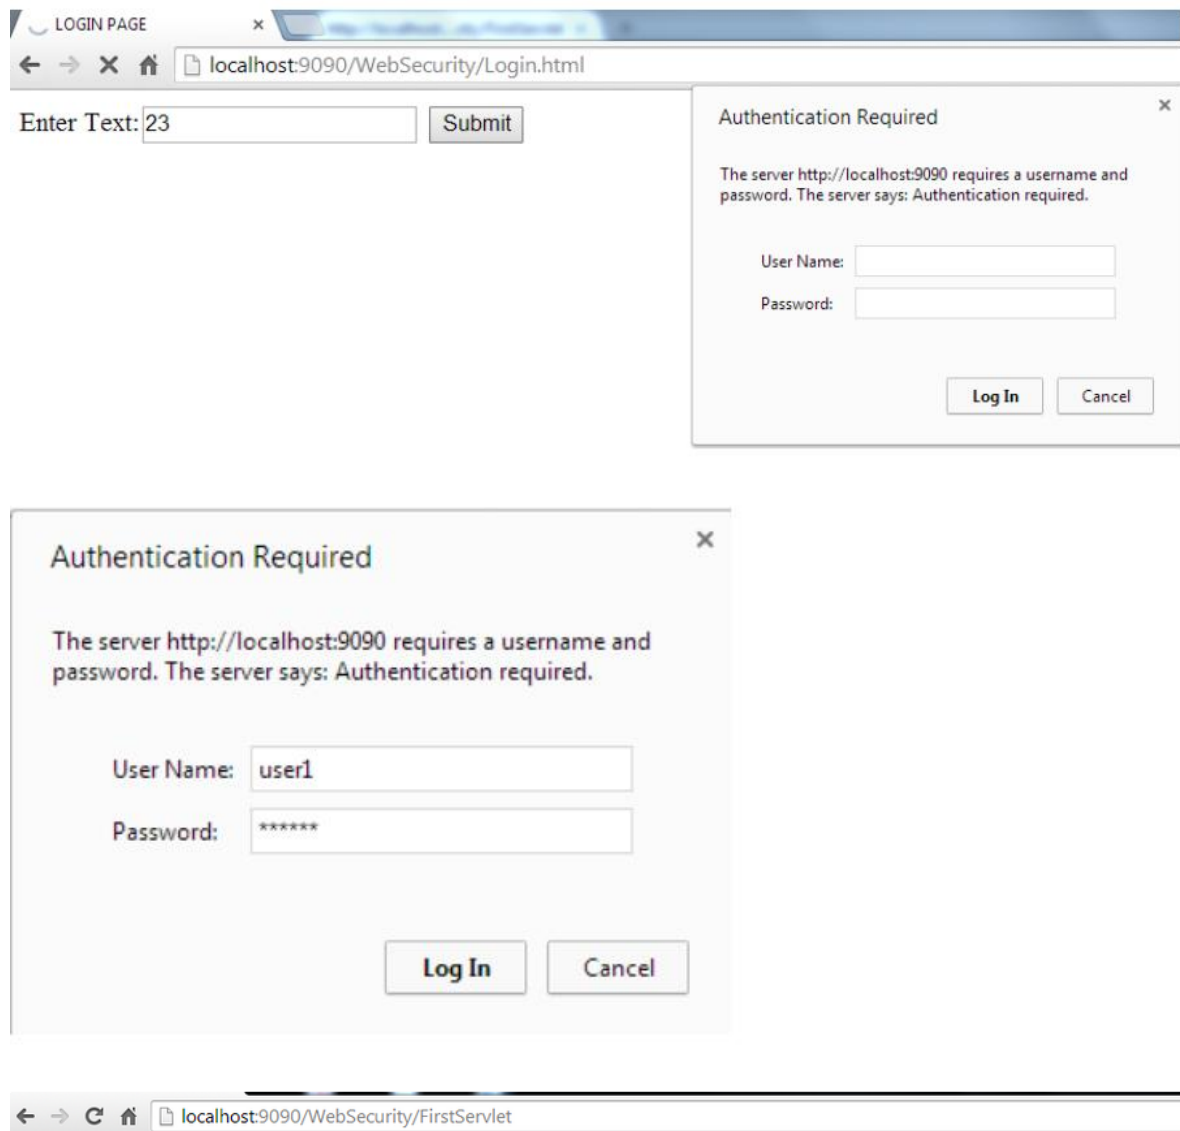 LOGIN PAGE
localhost:9090/WebSecurity/Login.html
Enter Text: 23 Submit
Authentication Required
The server http://localhost:9090 requires a username and
password. The server says: Authentication required.
User Name:
Password:
Log In Cancel
Authentication Required
The server http://localhost:9090 requires a username and
password. The server says: Authentication required.
User Name: user1
Password: ******
Log In Cancel
localhost:9090/WebSecurity/FirstServlet